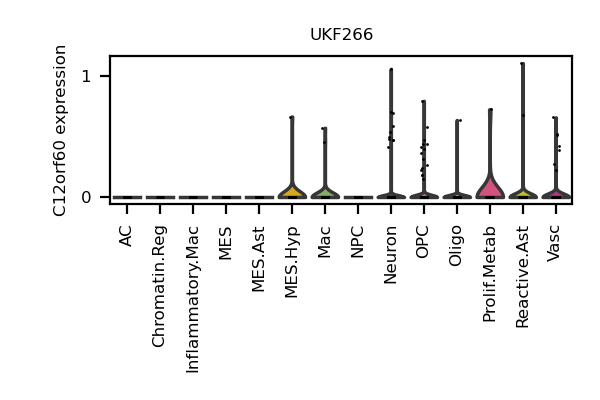 UKF266
C12orf60 expression
1
0
AC
Chromatin.Reg
Inflammatory.Mac
MES
MES.Ast
MES.Hyp
Mac
NPC
Neuron
OPC
Oligo
Prolif.Metab
Reactive.Ast
Vasc